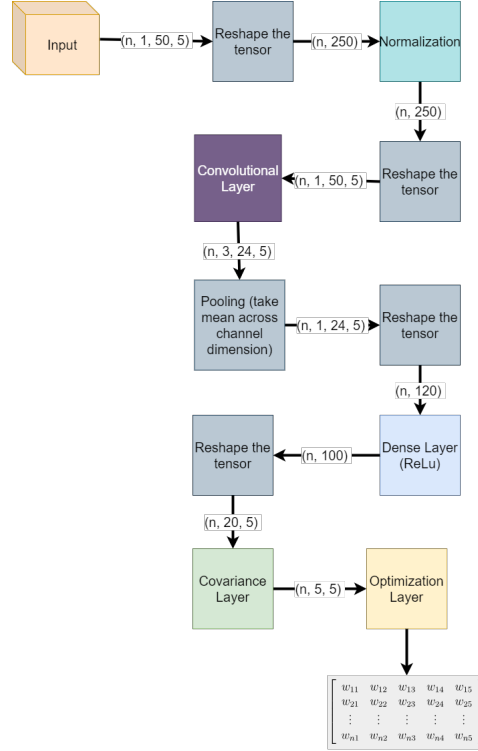 Input
(n, 1, 50, 5)
Reshape the
tensor
(n, 250)
Normalization
(n, 250)
Reshape the
tensor
(n, 1, 50, 5)
Convolutional
Layer
(n, 3, 24, 5)
Pooling (take
mean across
channel
dimension)
(n, 1, 24, 5)
Reshape the
tensor
(n, 120)
Dense Layer
(ReLu)
(n, 100)
Reshape the
tensor
(n, 20, 5)
Covariance
Layer
(n, 5, 5)
Optimization
Layer
w11 w12 w13 w14 w15
w21 w22 w23 w24 w25
⋮ ⋮ ⋮ ⋮ ⋮
wn1 wn2 wn3 wn4 wn5